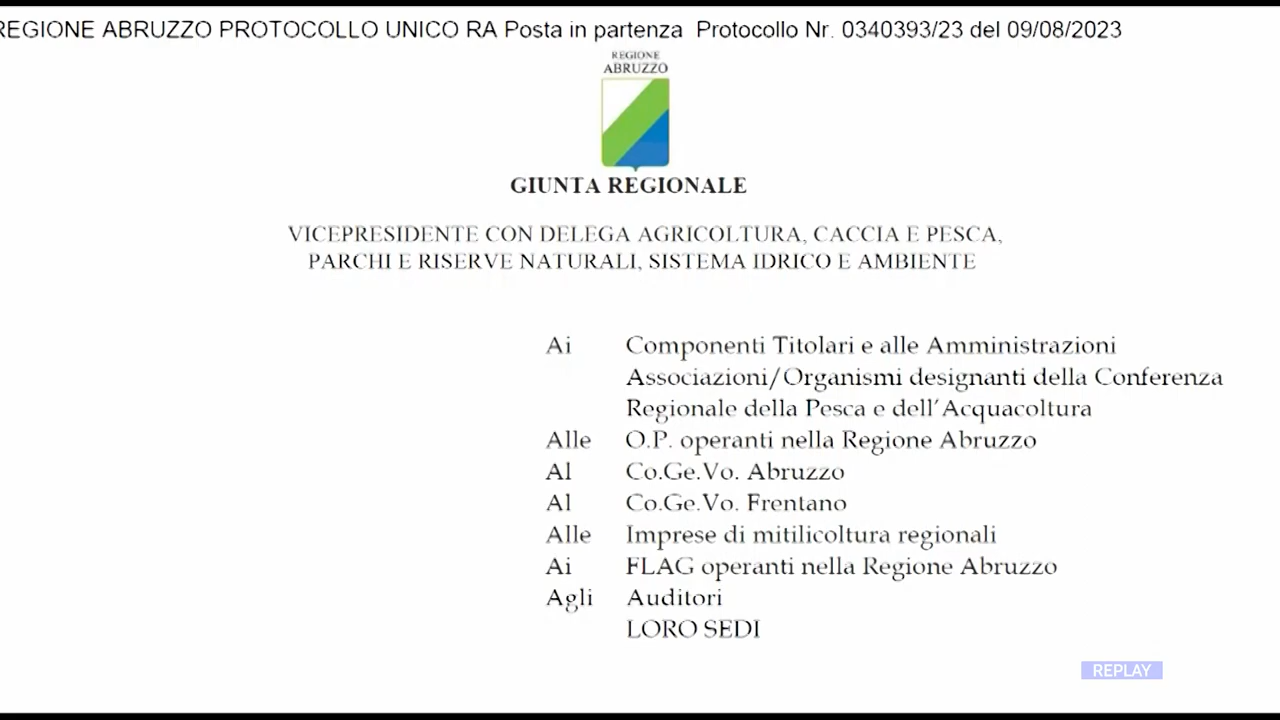 REGIONE ABRUZZO PROTOCOLLO UNICO RA Posta in partenza Protocollo Nr. 0340393/23 del 09/08/2023
REGIONE
ABRUZZO
GIUNTA REGIONALE
VICEPRESIDENTE CON DELEGA AGRICOLTURA, CACCIA E PESCA,
PARCHI E RISERVE NATURALI, SISTEMA IDRICO E AMBIENTE
Ai Componenti Titolari e alle Amministrazioni
Associazioni/Organismi designanti della Conferenza
Regionale della Pesca e dell'Acquacoltura
Alle O.P. operanti nella Regione Abruzzo
Al Co.Ge.Vo. Abruzzo
Al Co.Ge.Vo. Frentano
Alle Imprese di mitilicoltura regionali
Ai FLAG operanti nella Regione Abruzzo
Agli Auditori
LORO SEDI
REPLAY